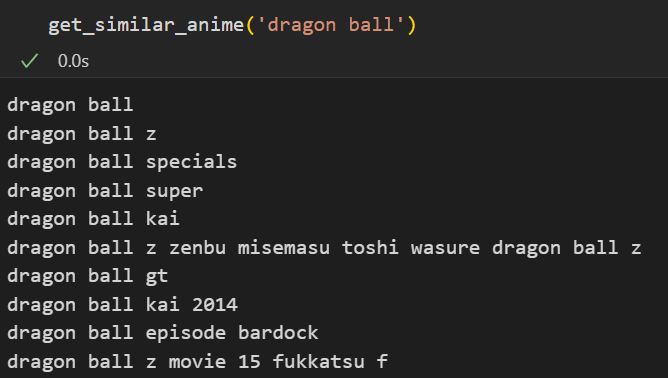 get_similar_anime('dragon ball')
✓ 0.0s
dragon ball
dragon ball z
dragon ball specials
dragon ball super
dragon ball kai
dragon ball z zenbu misemasu toshi wasure dragon ball z
dragon ball gt
dragon ball kai 2014
dragon ball episode bardock
dragon ball z movie 15 fukkatsu f